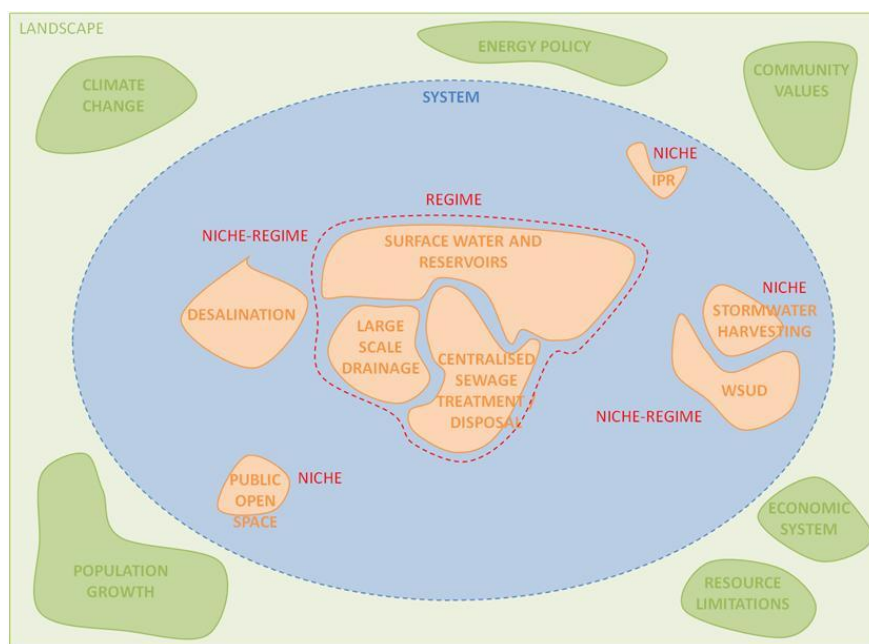 LANDSCAPE
ENERGY POLICY
CLIMATE
CHANGE
COMMUNITY
VALUES
SYSTEM
NICHE
IPR
REGIME
NICHE-REGIME
SURFACE WATER AND
RESERVOIRS
NICHE
DESALINATION
STORMWATER
HARVESTING
LARGE
SCALE
DRAINAGE
CENTRALISED
SEWAGE
TREATMENT /
DISPOSAL
WSUD
NICHE-REGIME
PUBLIC
OPEN
SPACE
NICHE
ECONOMIC
SYSTEM
POPULATION
GROWTH
RESOURCE
LIMITATIONS